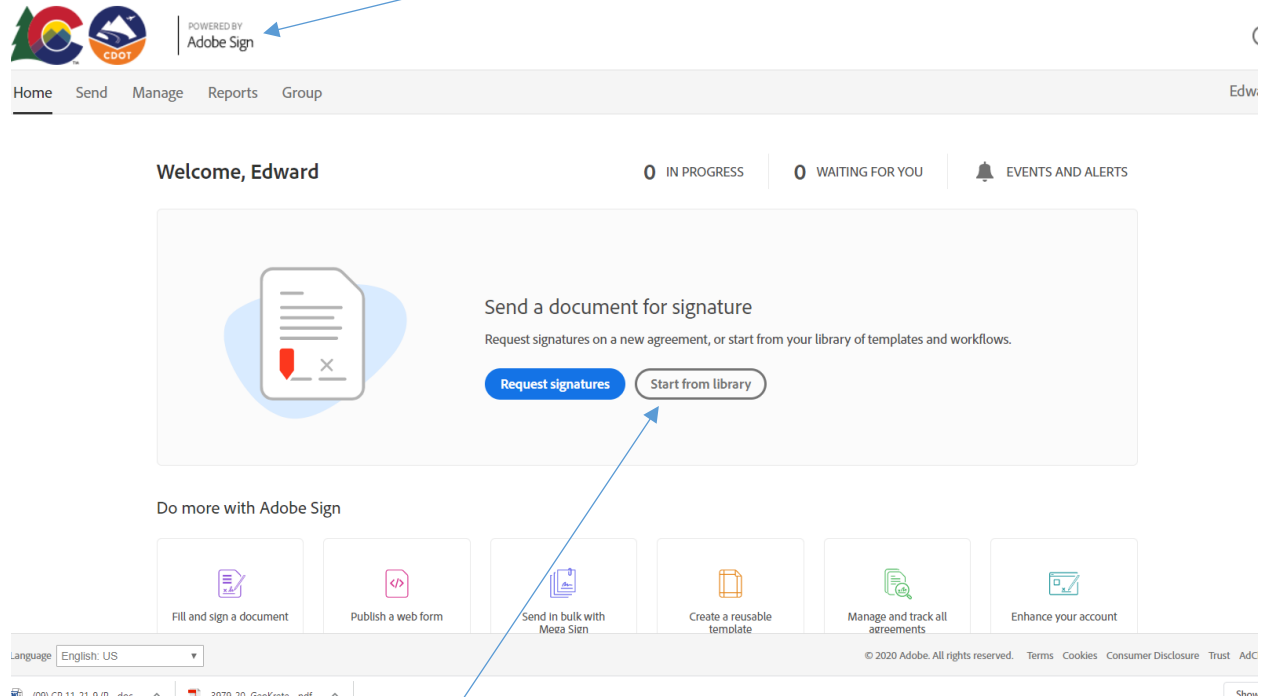 CDOT
POWERED BY
Adobe Sign
Home Send Manage Reports Group
Welcome, Edward
0 IN PROGRESS 0 WAITING FOR YOU EVENTS AND ALERTS
Send a document for signature
Request signatures on a new agreement, or start from your library of templates and workflows.
Request signatures Start from library
Do more with Adobe Sign
Fill and sign a document
Publish a web form
Send in bulk with
Mega Sign
Create a reusable
template
Manage and track all
agreements
Enhance your account
Language English: US
© 2020 Adobe. All rights reserved. Terms Cookies Consumer Disclosure Trust
Show